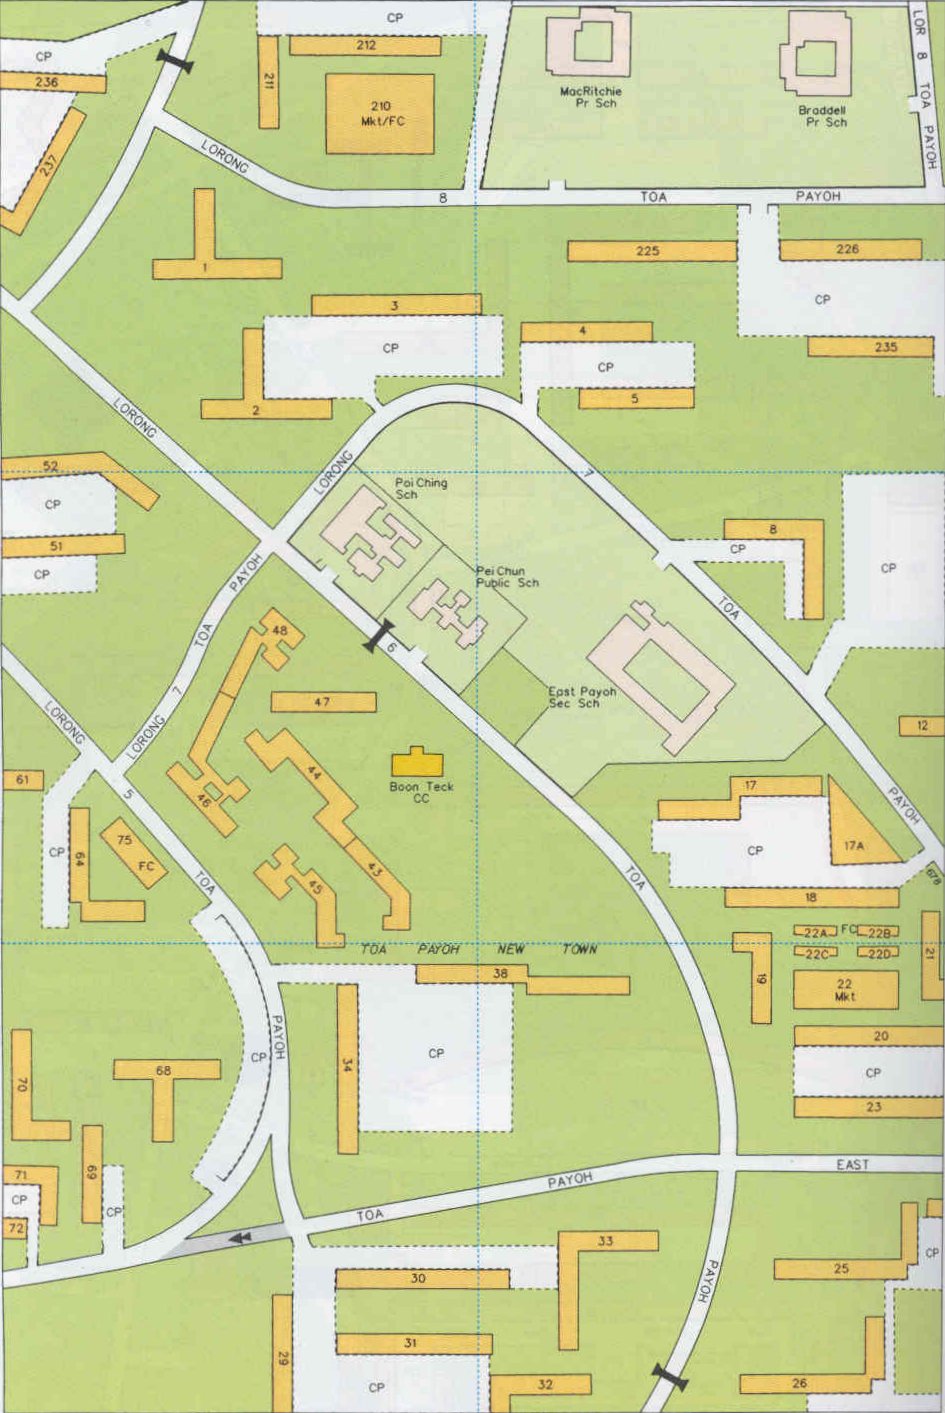 CP
LOR 8 TOA PAYOH
212
CP
236
211
210
Mkt/FC
MacRitchie
Pr Sch
Braddell
Pr Sch
237
LORONG
8
TOA
PAYOH
225
226
1
3
CP
4
CP
235
CP
5
2
LORONG
52
LORONG
7
Poi Ching
Sch
CP
8
51
CP
CP
CP
PAYOH
Pei Chun
Public Sch
TOA
48
TOA
6
7
47
East Payoh
Sec Sch
LORONG
LORONG
12
61
44
Boon Teck
CC
17
5
46
PAYOH
75
FC
CP
64
CP
17A
43
TOA
TOA
45
67B
18
22A
FC
22B
TOA PAYOH NEW TOWN
22C
22D
21
38
19
22
Mkt
PAYOH
20
CP
34
CP
68
70
CP
23
71
69
EAST
PAYOH
CP
CP
TOA
72
33
CP
25
30
PAYOH
31
29
CP
32
26